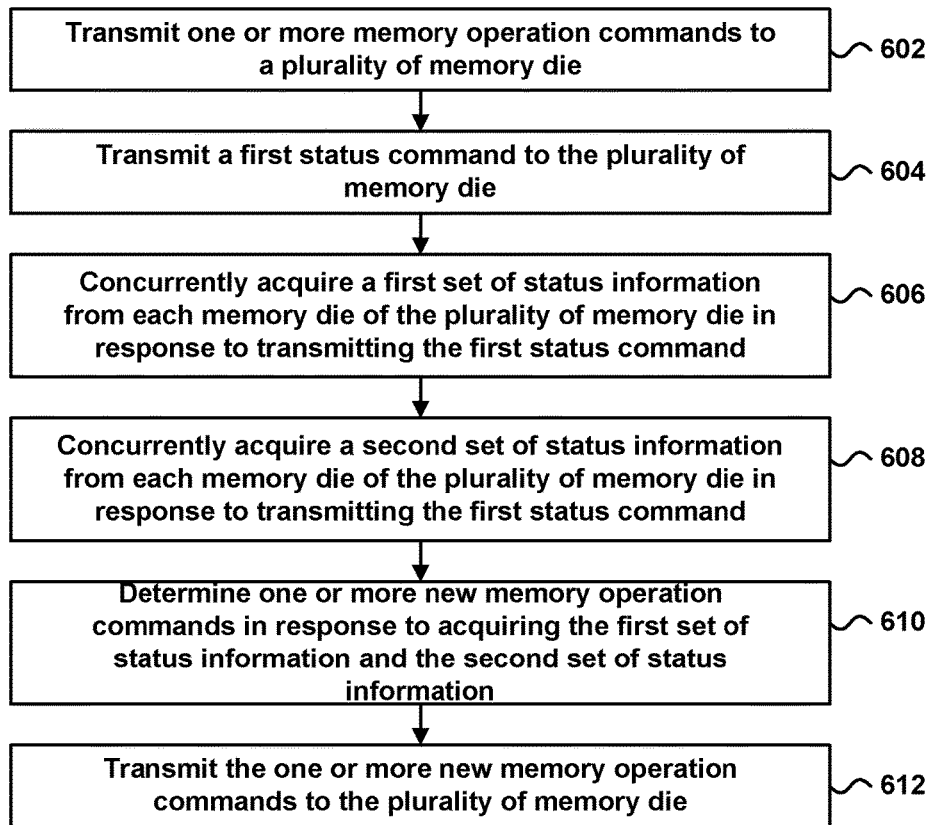 Transmit one or more memory operation commands to
a plurality of memory die
602
Transmit a first status command to the plurality of
memory die
604
Concurrently acquire a first set of status information
from each memory die of the plurality of memory die in
response to transmitting the first status command
606
Concurrently acquire a second set of status information
from each memory die of the plurality of memory die in
response to transmitting the first status command
608
Determine one or more new memory operation
commands in response to acquiring the first set of
status information and the second set of status
information
610
Transmit the one or more new memory operation
commands to the plurality of memory die
612